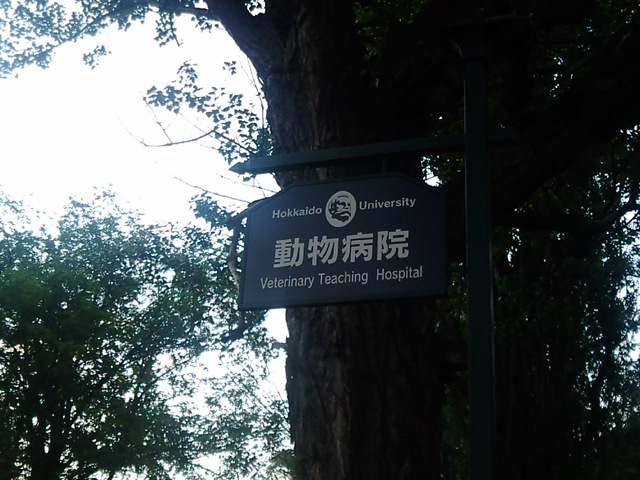 Hokkaido University
動物病院
Veterinary Teaching Hospital